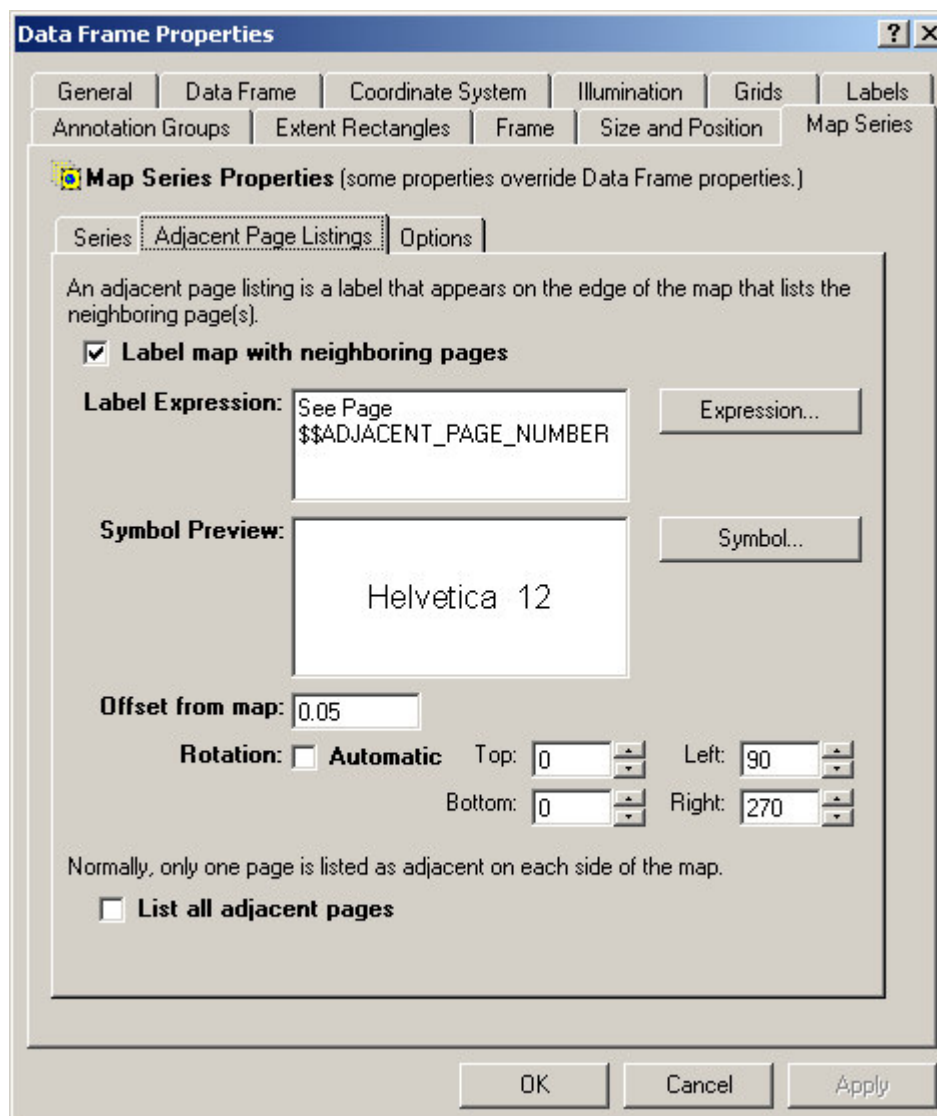 Data Frame Properties
? X
General Data Frame Coordinate System Illumination Grids Labels
Annotation Groups Extent Rectangles Frame Size and Position Map Series
Map Series Properties (some properties override Data Frame properties.)
Series Adjacent Page Listings Options
An adjacent page listing is a label that appears on the edge of the map that lists the
neighboring page(s).
Label map with neighboring pages
Label Expression: See Page Expression...
$$ADJACENT_PAGE_NUMBER
Symbol Preview: Symbol...
Helvetica 12
Offset from map: 0.05
Rotation: Automatic Top: 0 Left: 90
Bottom: 0 Right: 270
Normally, only one page is listed as adjacent on each side of the map.
List all adjacent pages
OK Cancel Apply